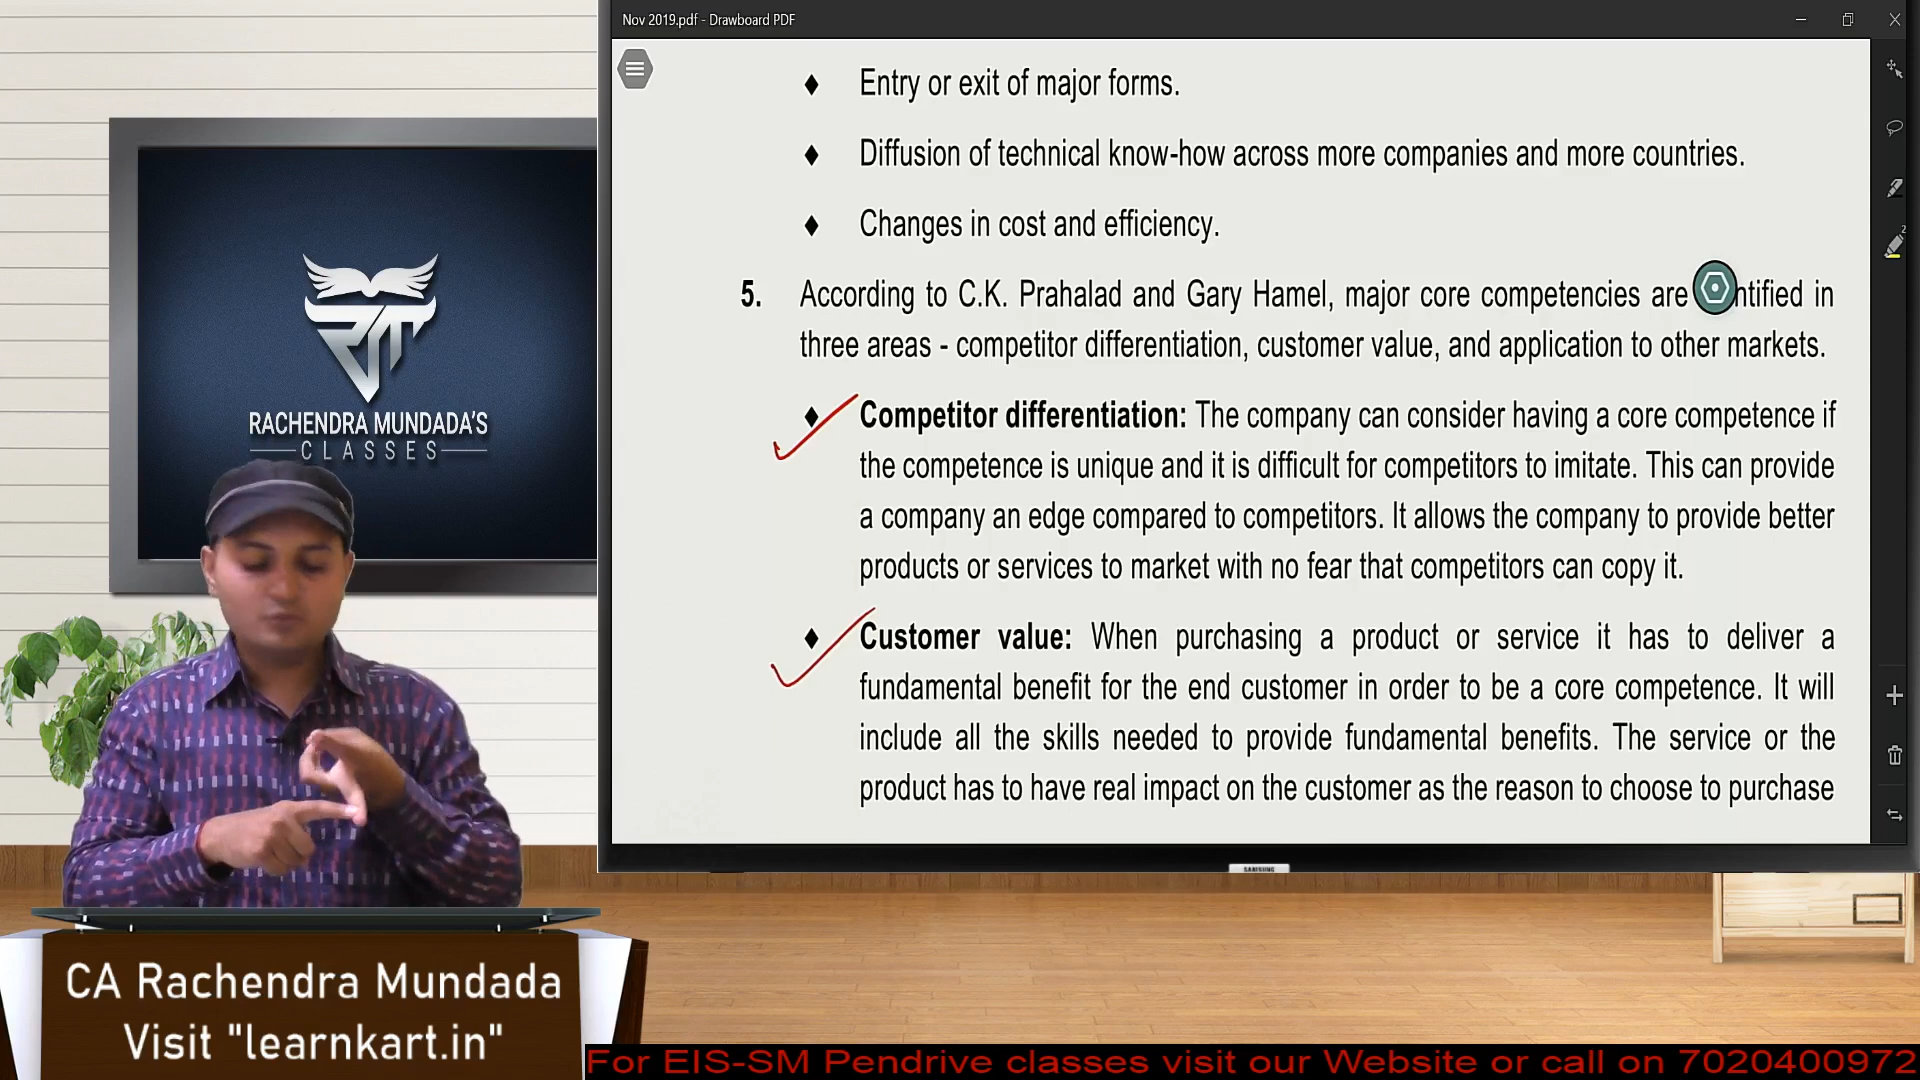 Nov 2019.pdf - Drawboard PDF
♦ Entry or exit of major forms.
♦ Diffusion of technical know-how across more companies and more countries.
♦ Changes in cost and efficiency.
5. According to C.K. Prahalad and Gary Hamel, major core competencies are ntified in
three areas - competitor differentiation, customer value, and application to other markets.
♦ Competitor differentiation: The company can consider having a core competence if
the competence is unique and it is difficult for competitors to imitate. This can provide
a company an edge compared to competitors. It allows the company to provide better
products or services to market with no fear that competitors can copy it.
♦ Customer value: When purchasing a product or service it has to deliver a
fundamental benefit for the end customer in order to be a core competence. It will
include all the skills needed to provide fundamental benefits. The service or the
product has to have real impact on the customer as the reason to choose to purchase
2
SAMSUNG
RACHENDRA MUNDADA'S
CLASSES
CA Rachendra Mundada
Visit "learnkart.in"
For EIS-SM Pendrive classes visit our Website or call on 7020400972